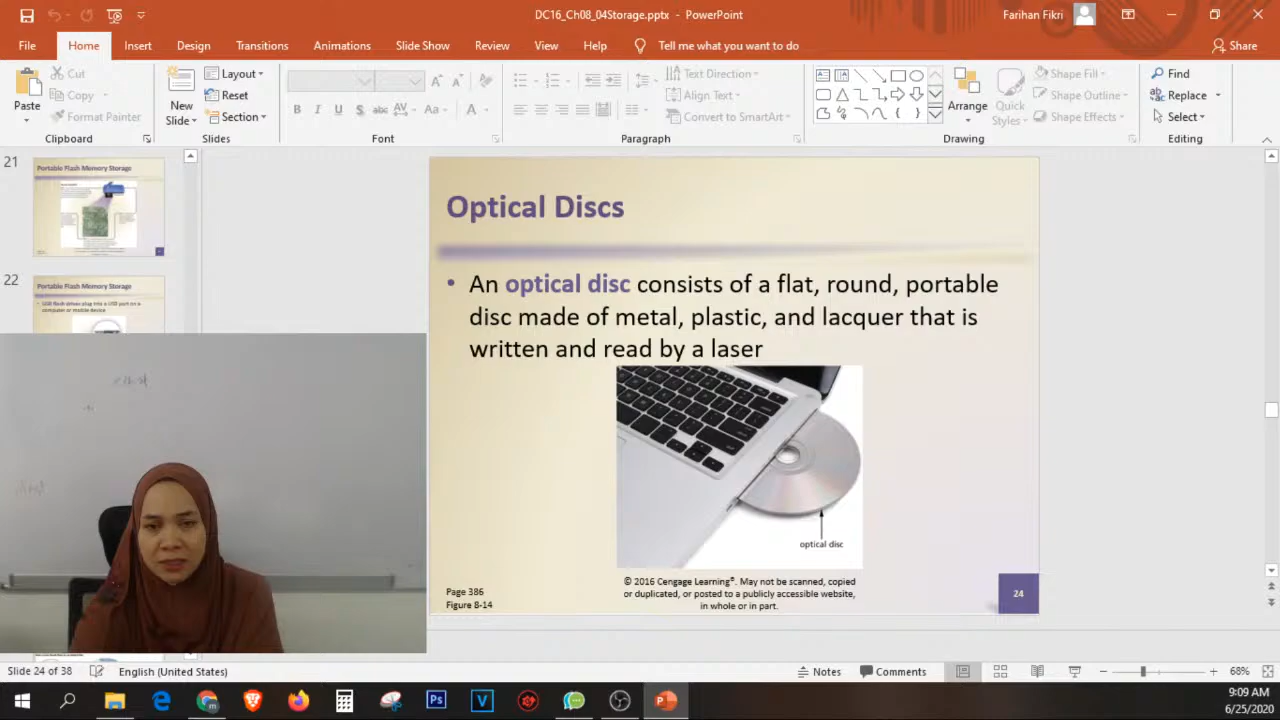 DC16_Ch08_04Storage.pptx - PowerPoint
Farihan Fikri
File Home Insert Design Transitions Animations Slide Show Review View Help Tell me what you want to do Share
Paste
Cut
Copy
Format Painter
Clipboard
New
Slide
Layout
Reset
Section
Slides
B I U S abc AV Aa A
Font
Text Direction
Align Text
Convert to SmartArt
Paragraph
Arrange
Quick
Styles
Shape Fill
Shape Outline
Shape Effects
Drawing
Find
Replace
Select
Editing
21
Portable Flash Memory Storage
22
Portable Flash Memory Storage
• USB flash drives plug into a USB port on a
computer or mobile device
Optical Discs
• An optical disc consists of a flat, round, portable
disc made of metal, plastic, and lacquer that is
written and read by a laser
optical disc
Page 386
Figure 8-14
© 2016 Cengage Learning®. May not be scanned, copied
or duplicated, or posted to a publicly accessible website,
in whole or in part.
24
Slide 24 of 38 English (United States) Notes Comments 68%
9:09 AM
6/25/2020